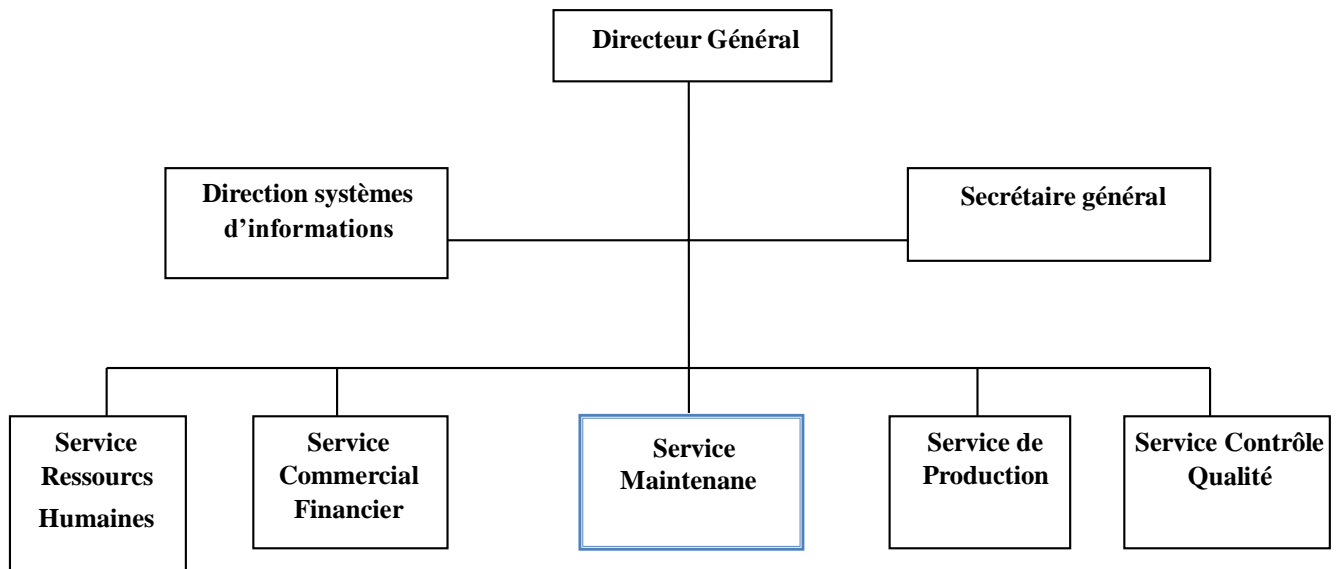 Directeur Général
Direction systèmes
d’informations
Secrétaire général
Service
Ressourcs
Humaines
Service
Commercial
Financier
Service
Maintenane
Service de
Production
Service Contrôle
Qualité